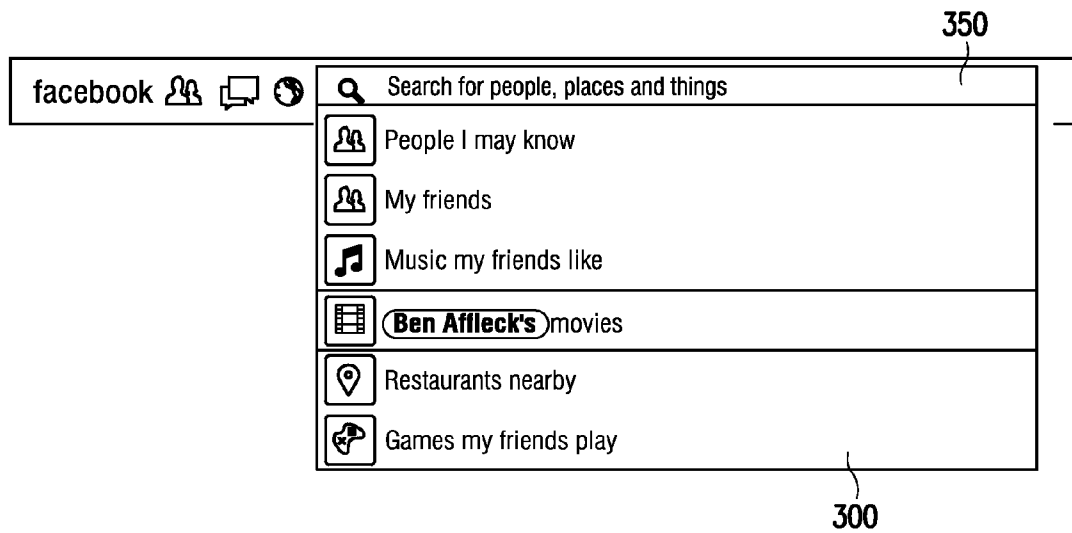 350
facebook Search for people, places and things
People I may know
My friends
Music my friends like
Ben Affleck's movies
Restaurants nearby
Games my friends play
300